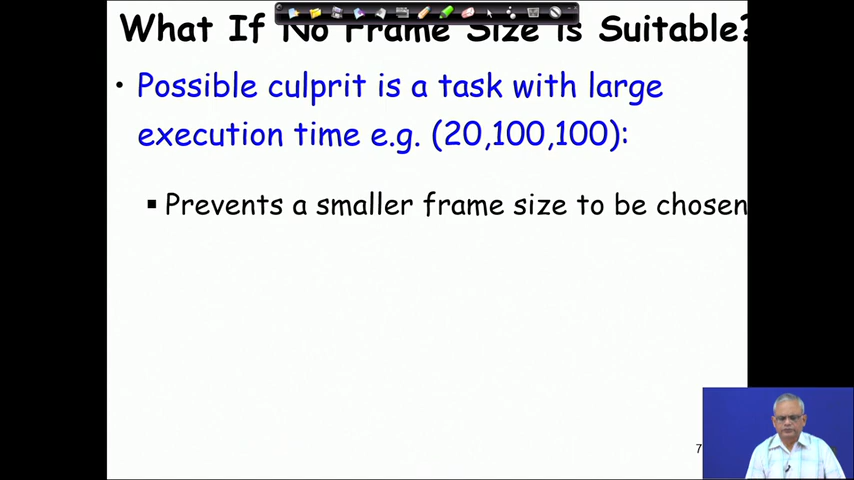 What If No Frame Size is Suitable?
• Possible culprit is a task with large
execution time e.g. (20,100,100):
▪ Prevents a smaller frame size to be chosen
7